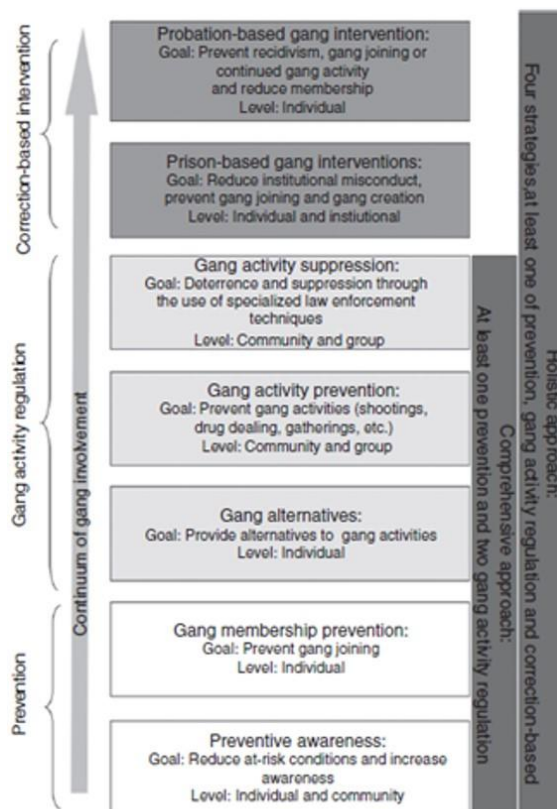 Probation-based gang intervention:
Goal: Prevent recidivism, gang joining or
continued gang activity
and reduce membership
Level: Individual
Prison-based gang interventions:
Goal: Reduce institutional misconduct,
prevent gang joining and gang creation
Level: Individual and instiutional
Gang activity suppression:
Goal: Deterrence and suppression through
the use of specialized law enforcement
techniques
Level: Community and group
Gang activity prevention:
Goal: Prevent gang activities (shootings,
drug dealing, gatherings, etc.)
Level: Community and group
Gang alternatives:
Goal: Provide alternatives to gang activities
Level: Individual
Gang membership prevention:
Goal: Prevent gang joining
Level: Individual
Preventive awareness:
Goal: Reduce at-risk conditions and increase
awareness
Level: Individual and community
Correction-based intervention
Gang activity regulation
Prevention
Continuum of gang involvement
Comprehensive approach:
At least one prevention and two gang activity regulation
Holistic approach:
Four strategies,at least one of prevention, gang activity regulation and correction-based